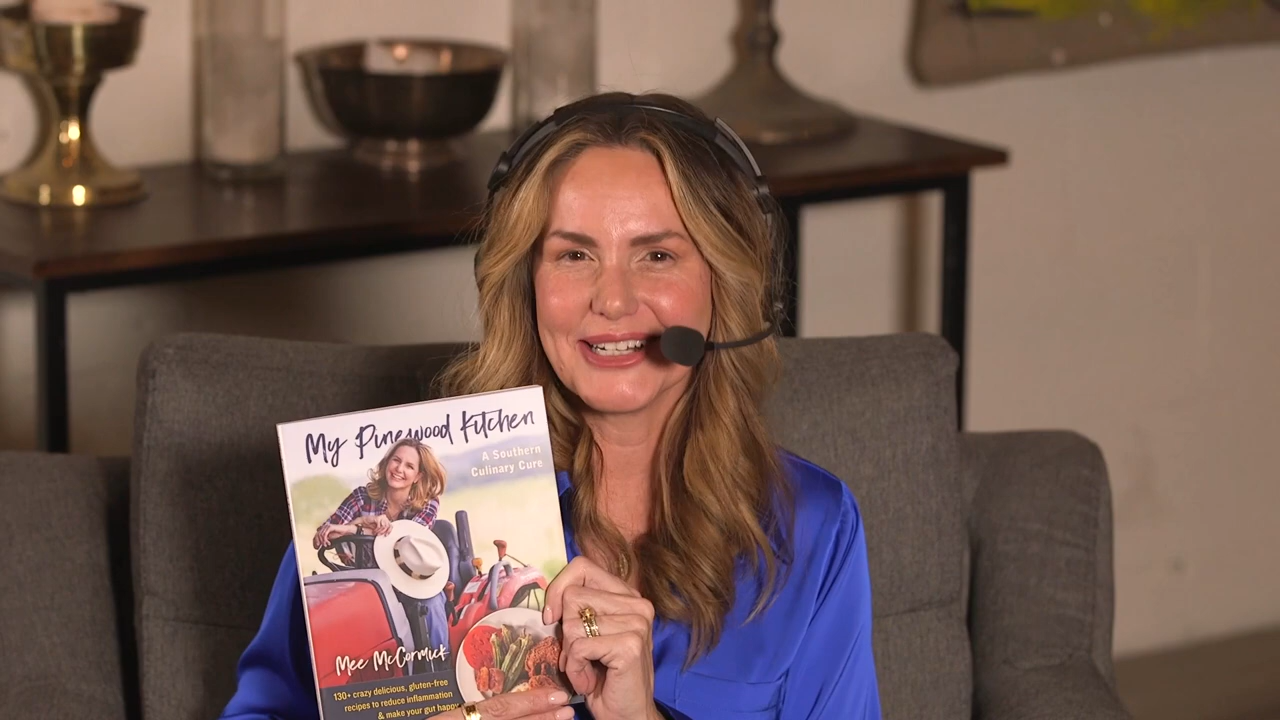 My Pinewood Kitchen
A Southern
Culinary Cure
Mee McCormick
130+ crazy delicious, gluten-free
recipes to reduce inflammation
& make your gut happy